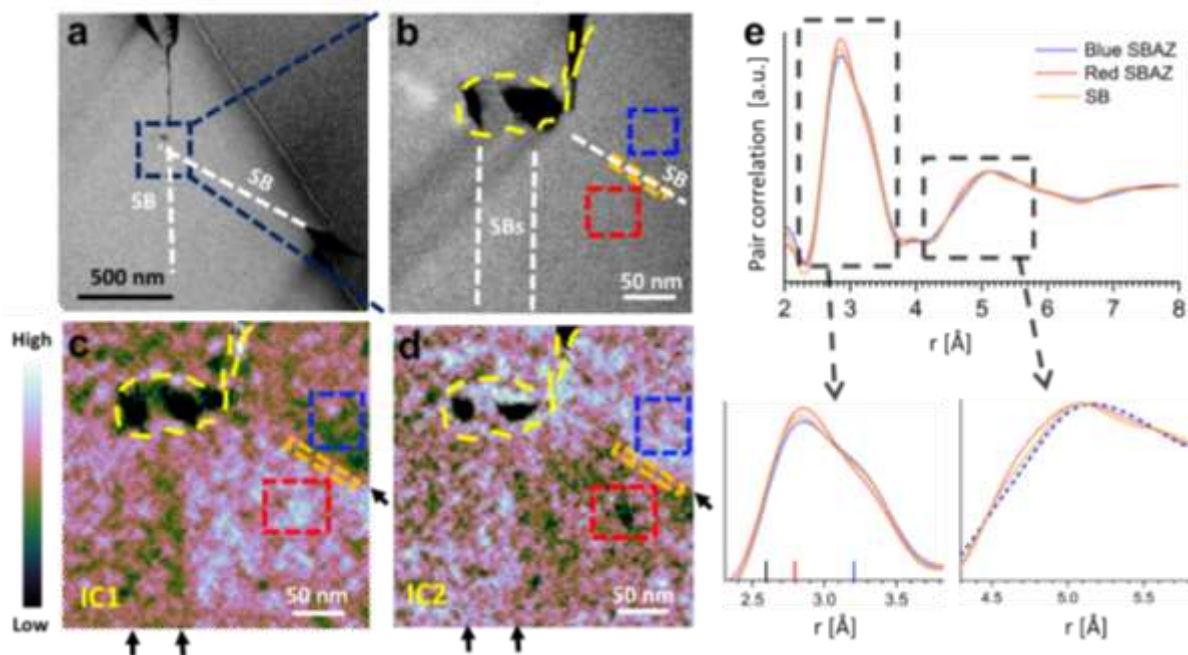 a
SB
SB
500 nm
b
SB
SBs
50 nm
High
Low
c
IC1
50 nm
d
IC2
50 nm
e
Pair correlation [a.u.]
Blue SBAZ
Red SBAZ
SB
2 3 4 5 6 7 8
r [Å]
2.5 3.0 3.5
r [Å]
4.5 5.0 5.5
r [Å]